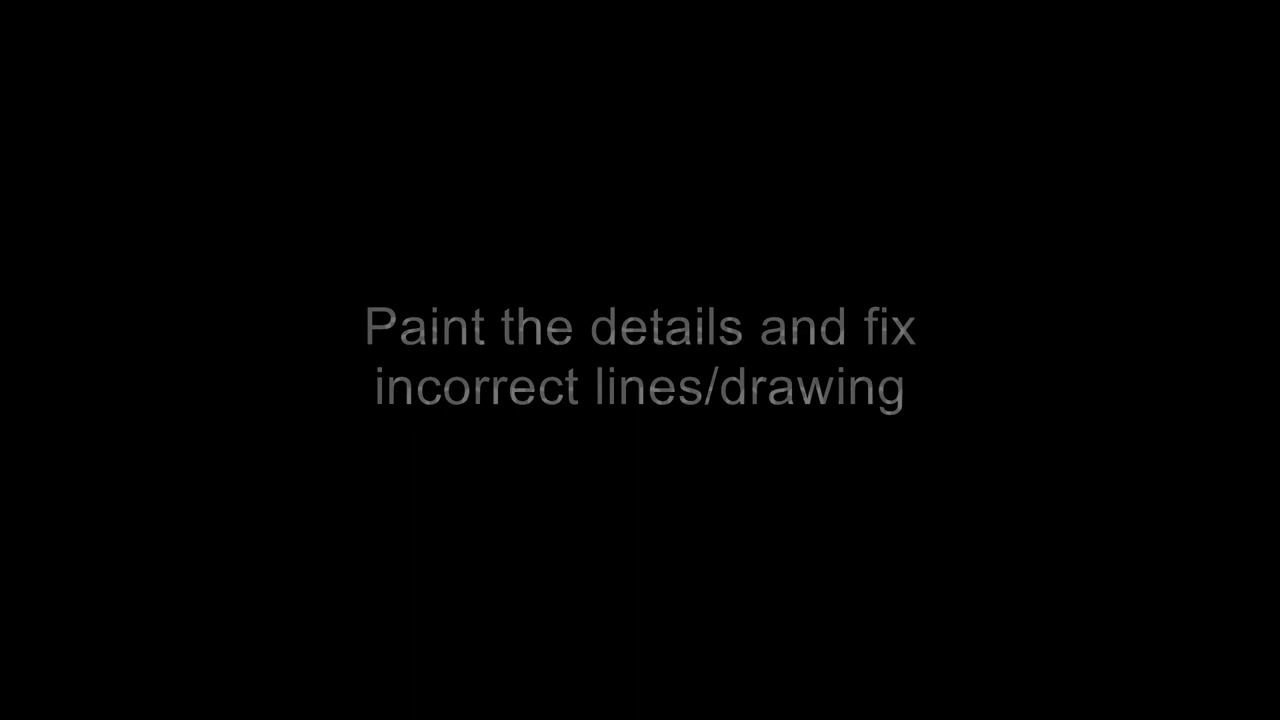 Paint the details and fix
incorrect lines/drawing